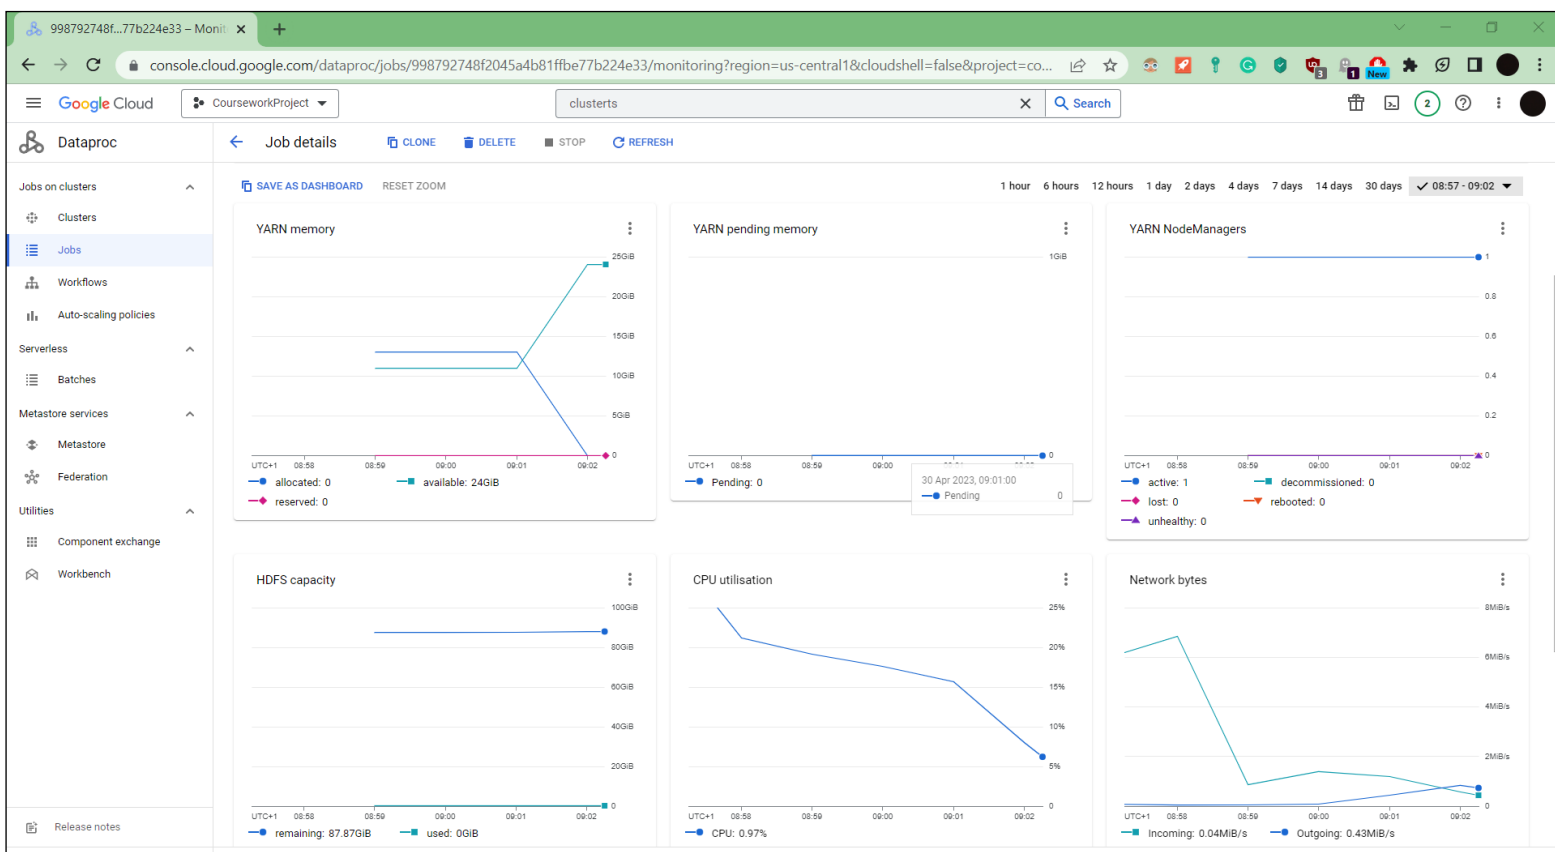 998792748f...77b224e33 – Monit
console.cloud.google.com/dataproc/jobs/998792748f2045a4b81ffbe77b224e33/monitoring?region=us-central1&cloudshell=false&project=co...
3
1
New
Google Cloud
CourseworkProject
clusterts
Search
2
Dataproc
Job details
CLONE
DELETE
STOP
REFRESH
Jobs on clusters
Clusters
Jobs
Workflows
Auto-scaling policies
Serverless
Batches
Metastore services
Metastore
Federation
Utilities
Component exchange
Workbench
Release notes
SAVE AS DASHBOARD
RESET ZOOM
1 hour 6 hours 12 hours 1 day 2 days 4 days 7 days 14 days 30 days 08:57 - 09:02
YARN memory
25GiB
20GiB
15GiB
10GiB
5GiB
0
UTC+1 08:58 08:59 09:00 09:01 09:02
allocated: 0 available: 24GiB
reserved: 0
YARN pending memory
1GiB
0
UTC+1 08:58 08:59 09:00
Pending: 0
30 Apr 2023, 09:01:00
Pending 0
YARN NodeManagers
1
0.8
0.6
0.4
0.2
0
UTC+1 08:58 08:59 09:00 09:01 09:02
active: 1 decommissioned: 0
lost: 0 rebooted: 0
unhealthy: 0
HDFS capacity
100GiB
80GiB
60GiB
40GiB
20GiB
0
UTC+1 08:58 08:59 09:00 09:01 09:02
remaining: 87.87GiB used: 0GiB
CPU utilisation
25%
20%
15%
10%
5%
0
UTC+1 08:58 08:59 09:00 09:01 09:02
CPU: 0.97%
Network bytes
8MiB/s
6MiB/s
4MiB/s
2MiB/s
0
UTC+1 08:58 08:59 09:00 09:01 09:02
Incoming: 0.04MiB/s Outgoing: 0.43MiB/s